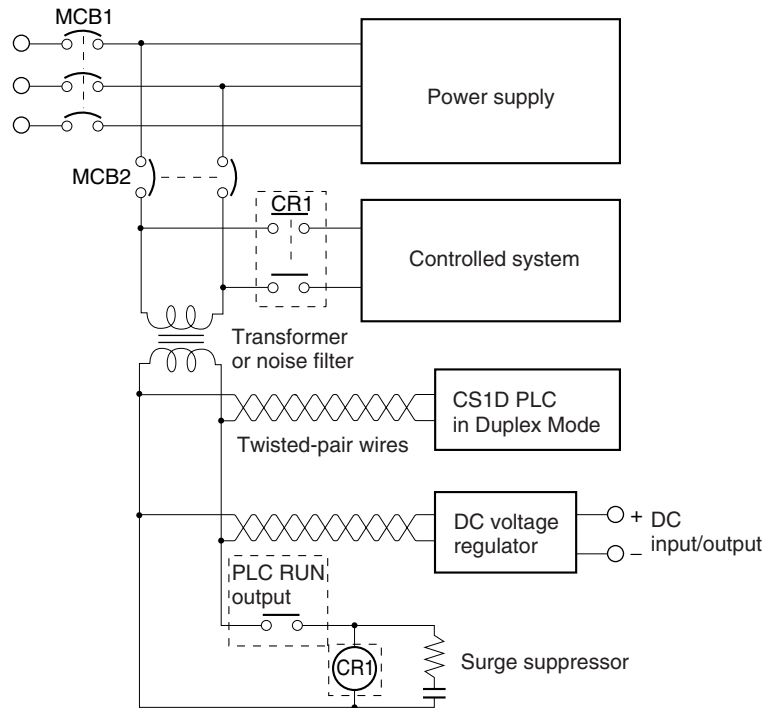 MCB1
Power supply
MCB2
CR1
Controlled system
Transformer
or noise filter
CS1D PLC
in Duplex Mode
Twisted-pair wires
DC voltage
regulator
+
–
DC
input/output
PLC RUN
output
CR1
Surge suppressor